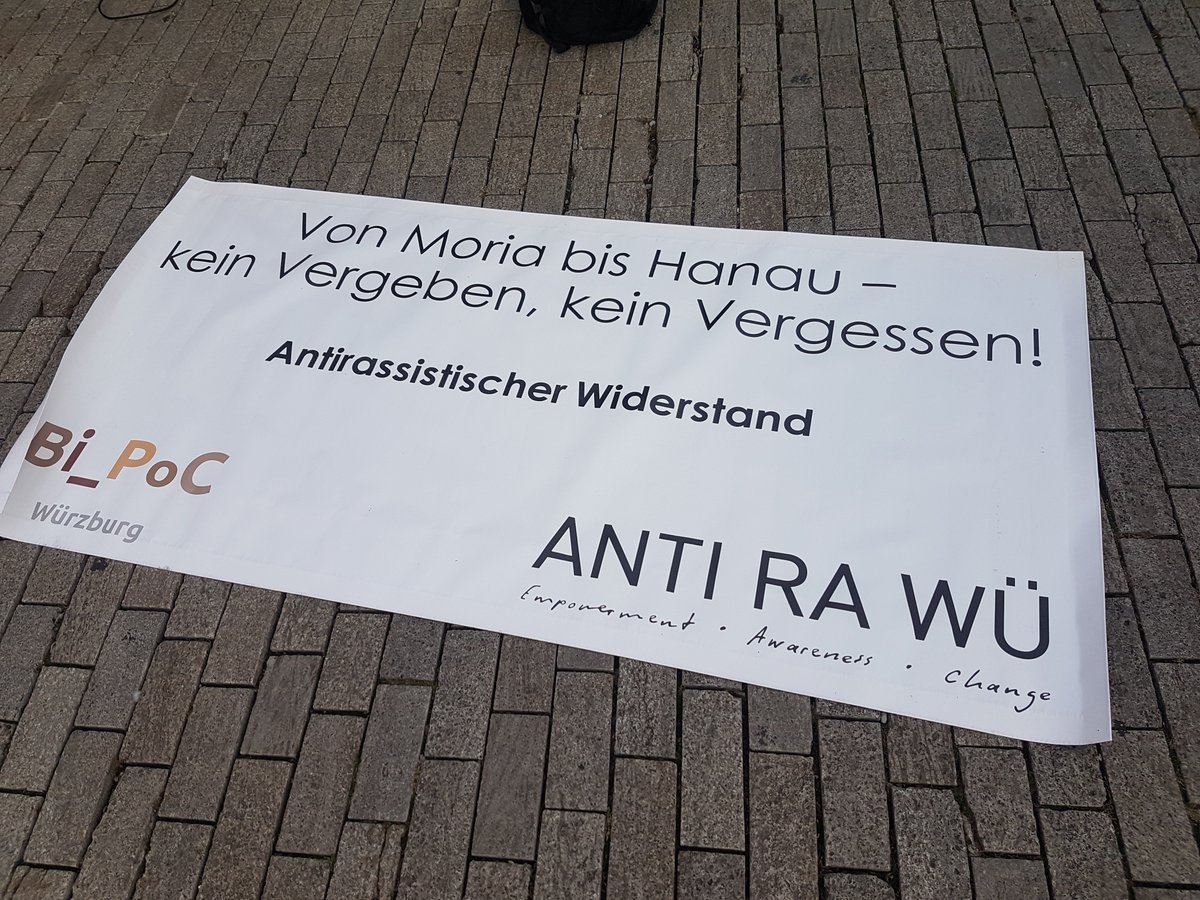 Von Moria bis Hanau –
kein Vergeben, kein Vergessen!
Antirassistischer Widerstand
Bi_PoC
Würzburg
ANTI RA WÜ
Empowerment • Awareness • Change